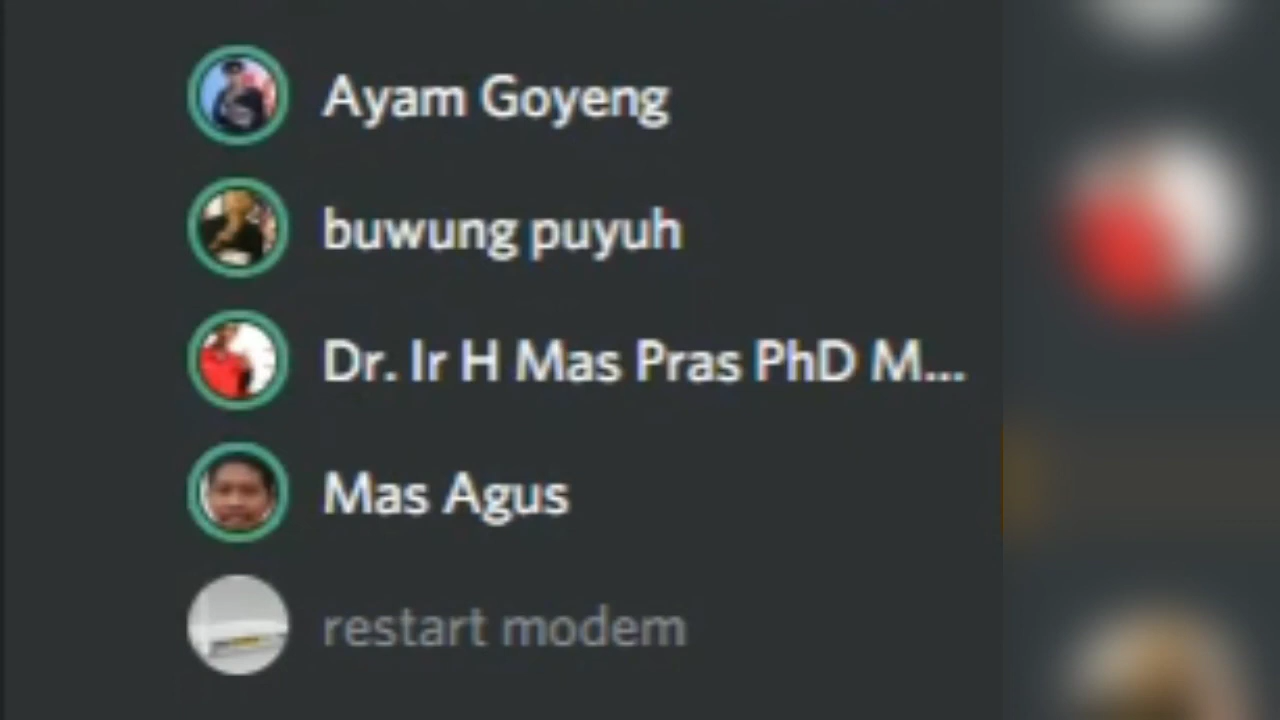 Ayam Goyeng
buwung puyuh
Dr. Ir H Mas Pras PhD M...
Mas Agus
restart modem